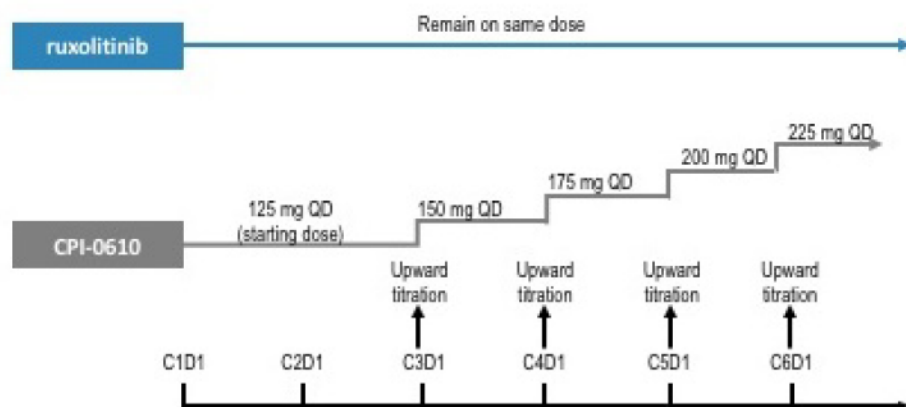 Remain on same dose
ruxolitinib
225 mg QD
200 mg QD
175 mg QD
150 mg QD
125 mg QD
(starting dose)
CPI-0610
Upward
titration
Upward
titration
Upward
titration
Upward
titration
C1D1
C2D1
C3D1
C4D1
C5D1
C6D1